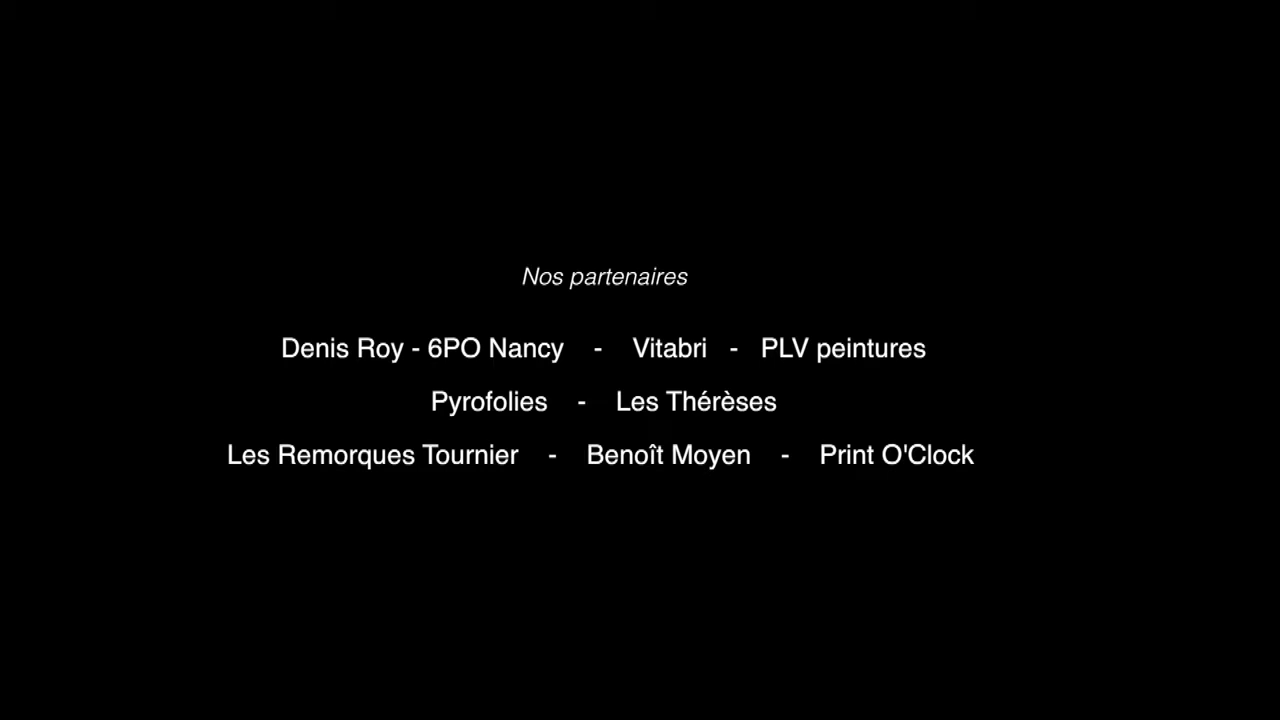 Nos partenaires
Denis Roy - 6PO Nancy - Vitabri - PLV peintures
Pyrofolies - Les Thérèses
Les Remorques Tournier - Benoît Moyen - Print O'Clock